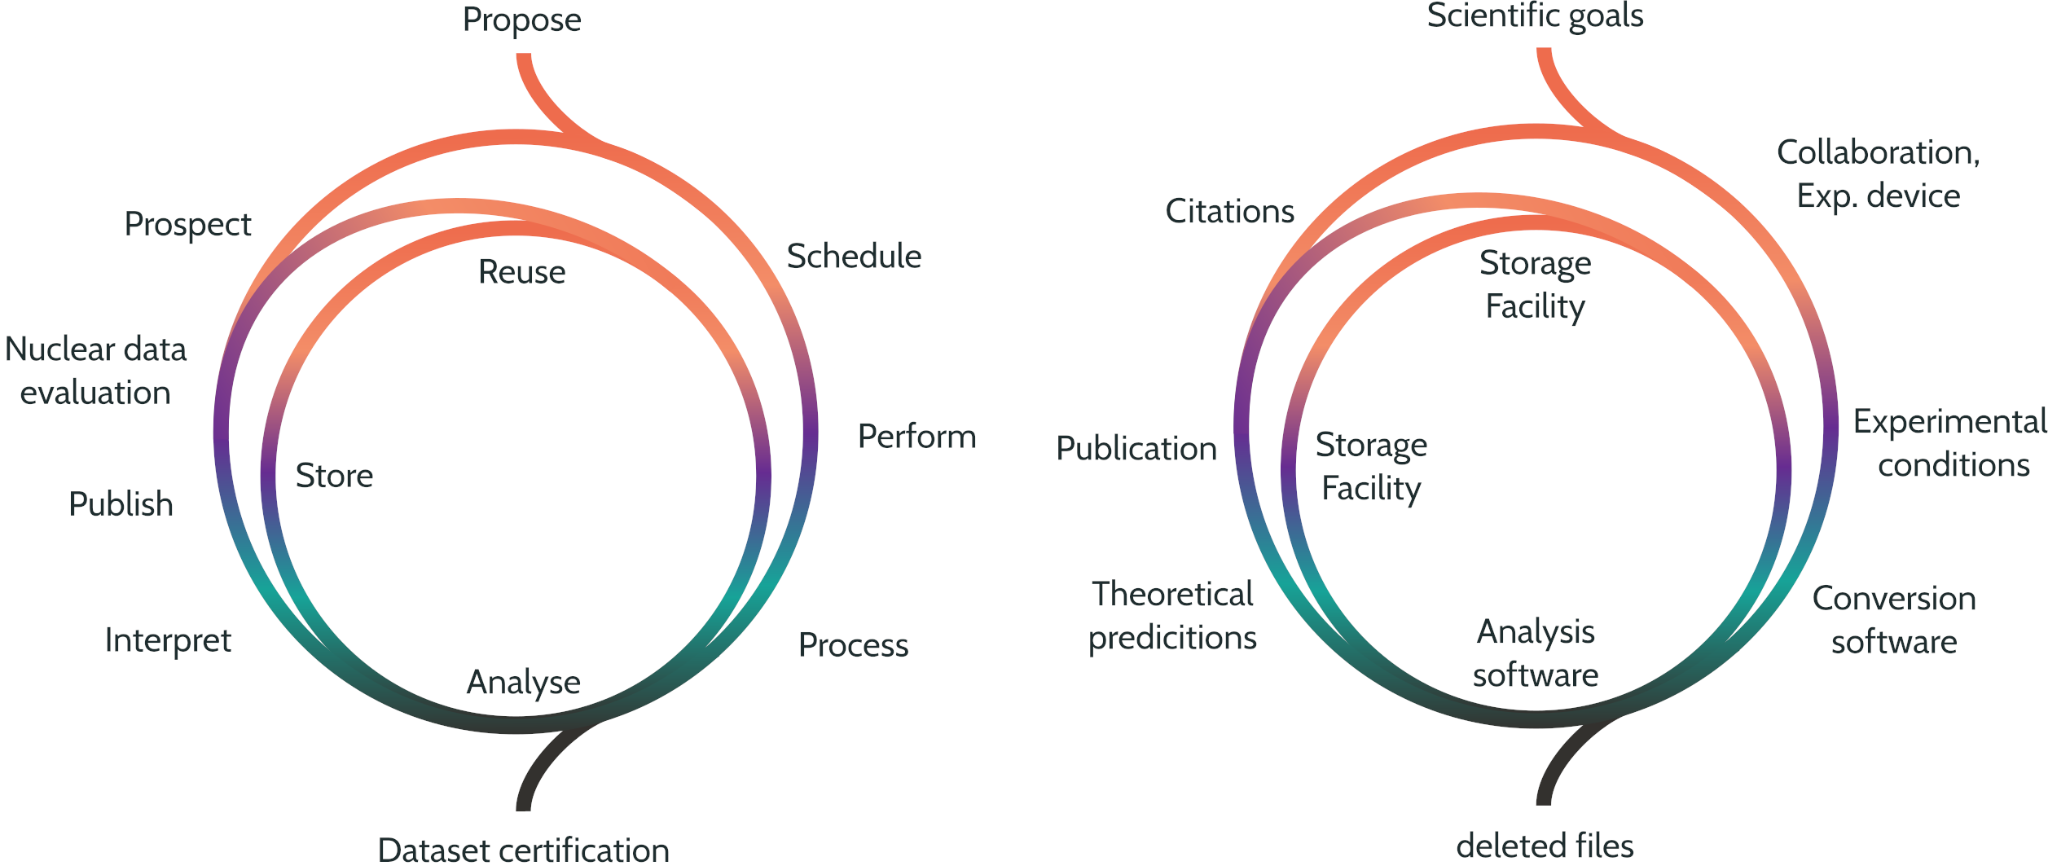 Propose
Prospect
Schedule
Reuse
Nuclear data
evaluation
Perform
Store
Publish
Interpret
Process
Analyse
Dataset certification
Scientific goals
Collaboration,
Exp. device
Citations
Storage
Facility
Experimental
conditions
Publication
Storage
Facility
Theoretical
predicitions
Conversion
software
Analysis
software
deleted files